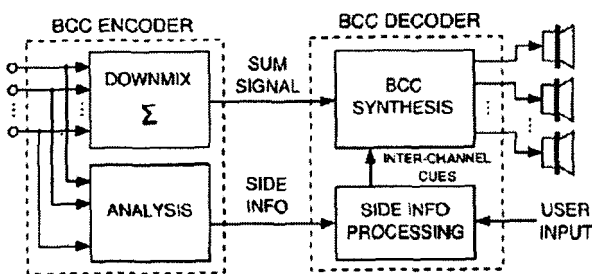 BCC ENCODER
BCC DECODER
DOWNMIX
Σ
SUM
SIGNAL
BCC
SYNTHESIS
INTER-CHANNEL
CUES
ANALYSIS
SIDE
INFO
SIDE INFO
PROCESSING
USER
INPUT